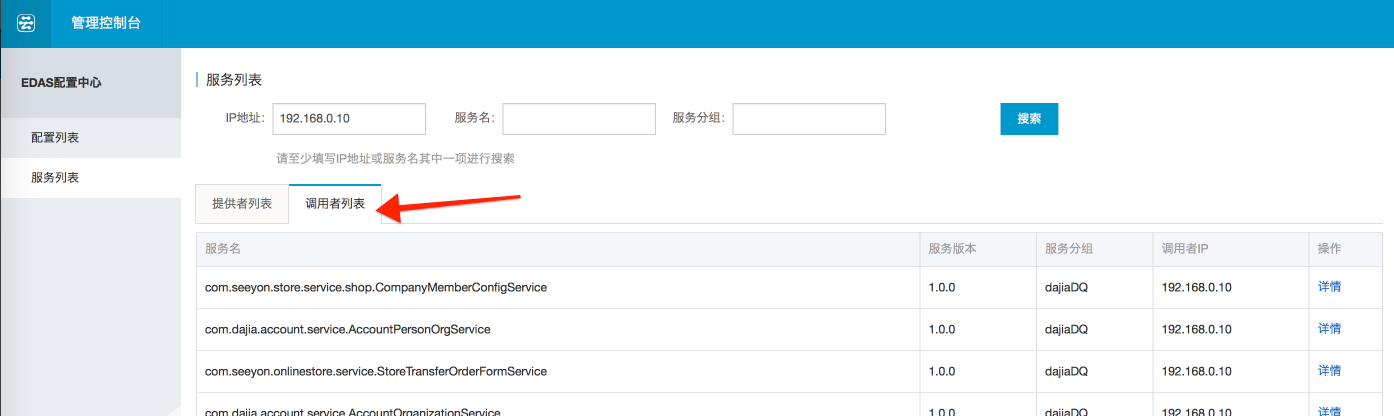 管理控制台
EDAS配置中心
配置列表
服务列表
服务列表
IP地址: 192.168.0.10 服务名: 服务分组: 搜索
请至少填写IP地址或服务名其中一项进行搜索
提供者列表 调用者列表
服务名 服务版本 服务分组 调用者IP 操作
com.seeyon.store.service.shop.CompanyMemberConfigService 1.0.0 dajiaDQ 192.168.0.10 详情
com.dajia.account.service.AccountPersonOrgService 1.0.0 dajiaDQ 192.168.0.10 详情
com.seeyon.onlinestore.service.StoreTransferOrderFormService 1.0.0 dajiaDQ 192.168.0.10 详情
com.dajia.account.service.AccountOrganizationService 1.0.0 dajiaDQ 192.168.0.10 详情